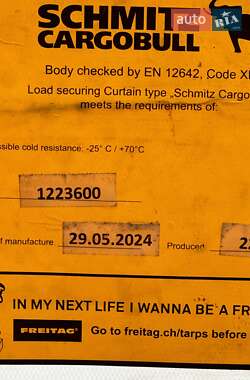 SCHMIT
CARGOBULL
AUTO RIA
Body checked by EN 12642, Code X
Load securing Curtain type „Schmitz Cargo
meets the requirements of:
ssible cold resistance: -25° C / +70°C
1223600
f manufacture 29.05.2024 Produced 2
IN MY NEXT LIFE I WANNA BE A FR
FREITAG® Go to freitag.ch/tarps before